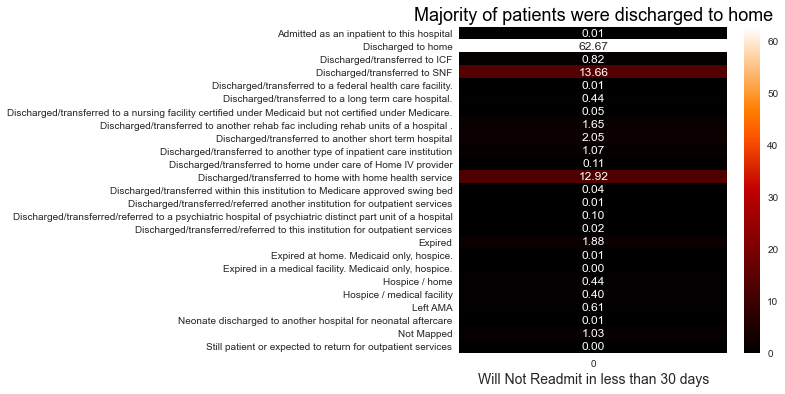 Majority of patients were discharged to home
Admitted as an inpatient to this hospital 0.01
Discharged to home 62.67
Discharged/transferred to ICF 0.82
Discharged/transferred to SNF 13.66
Discharged/transferred to a federal health care facility. 0.01
Discharged/transferred to a long term care hospital. 0.44
Discharged/transferred to a nursing facility certified under Medicaid but not certified under Medicare. 0.05
Discharged/transferred to another rehab fac including rehab units of a hospital . 1.65
Discharged/transferred to another short term hospital 2.05
Discharged/transferred to another type of inpatient care institution 1.07
Discharged/transferred to home under care of Home IV provider 0.11
Discharged/transferred to home with home health service 12.92
Discharged/transferred within this institution to Medicare approved swing bed 0.04
Discharged/transferred/referred another institution for outpatient services 0.01
Discharged/transferred/referred to a psychiatric hospital of psychiatric distinct part unit of a hospital 0.10
Discharged/transferred/referred to this institution for outpatient services 0.02
Expired 1.88
Expired at home. Medicaid only, hospice. 0.01
Expired in a medical facility. Medicaid only, hospice. 0.00
Hospice / home 0.44
Hospice / medical facility 0.40
Left AMA 0.61
Neonate discharged to another hospital for neonatal aftercare 0.01
Not Mapped 1.03
Still patient or expected to return for outpatient services 0.00
0
Will Not Readmit in less than 30 days
60
50
40
30
20
10
0